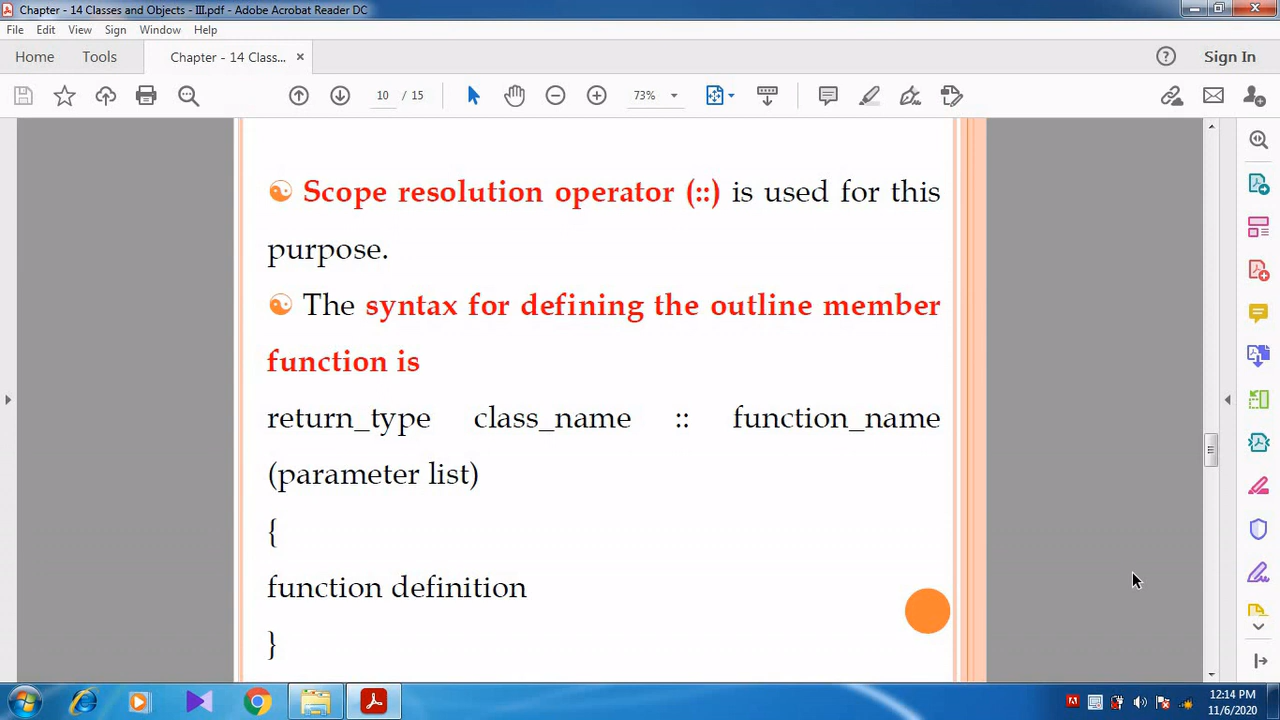 Chapter - 14 Classes and Objects - III.pdf - Adobe Acrobat Reader DC
File Edit View Sign Window Help
Home Tools Chapter - 14 Class... × Sign In
10 / 15 73%
Scope resolution operator (::) is used for this
purpose.
The syntax for defining the outline member
function is
return_type class_name :: function_name
(parameter list)
{
function definition
}
12:14 PM
11/6/2020